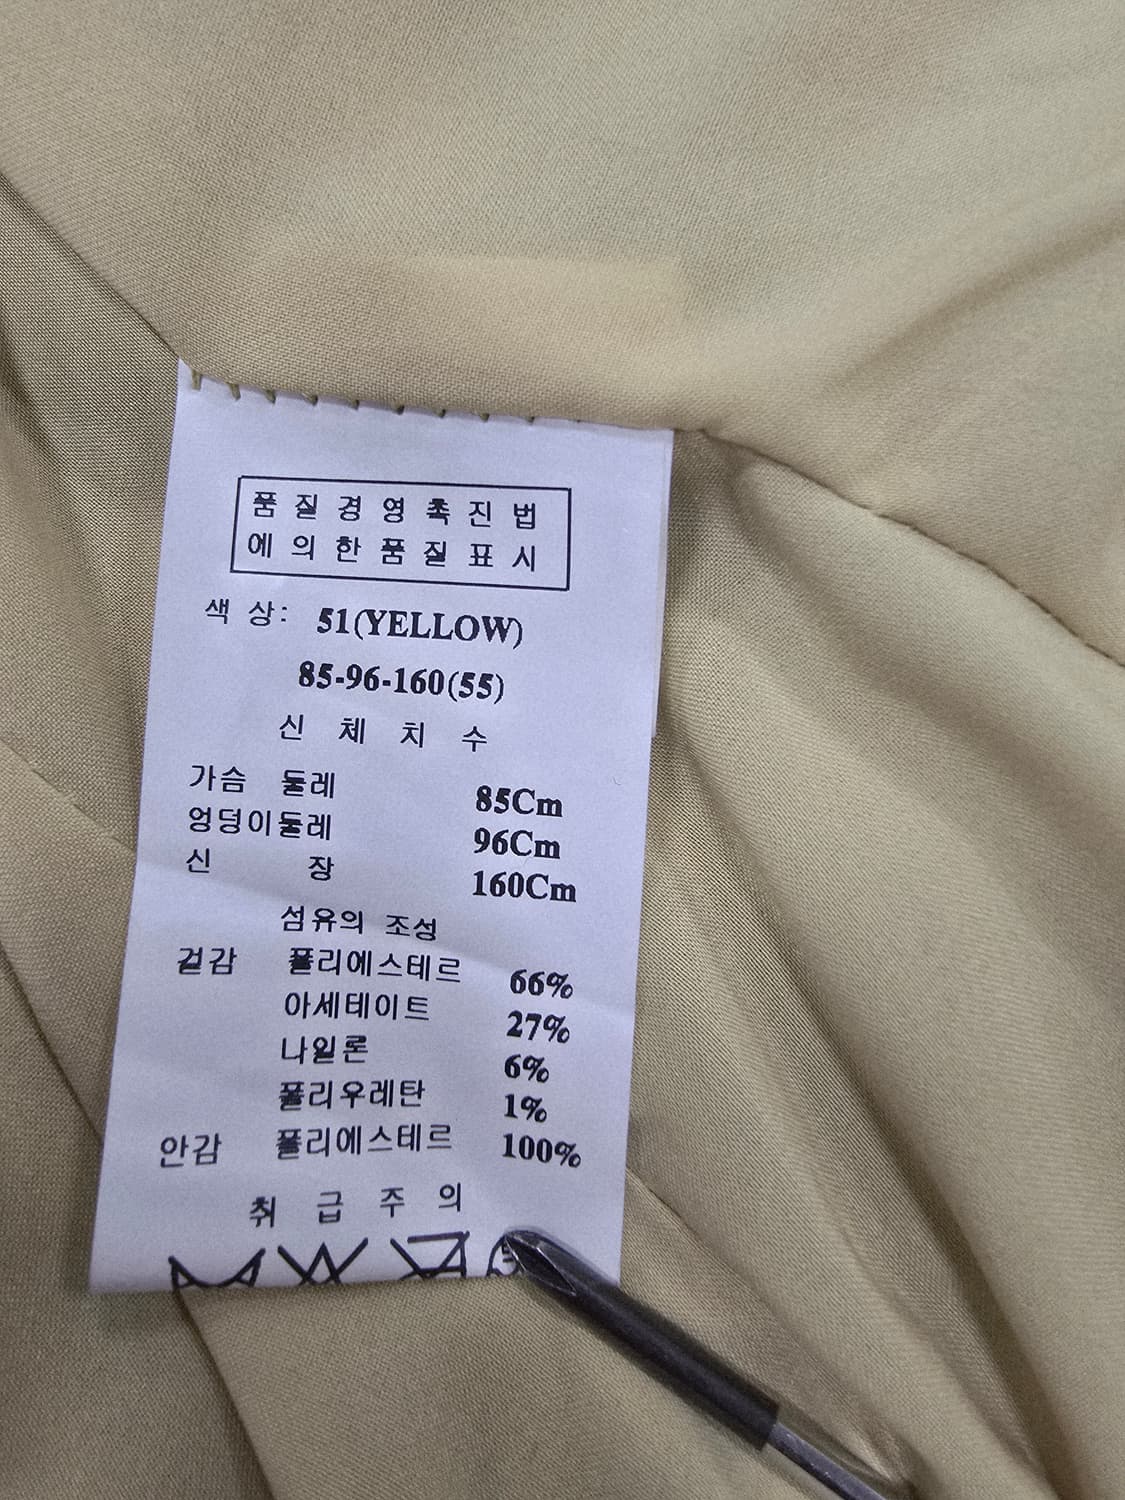 품질경영촉진법
에의한품질표시
색상: 51(YELLOW)
85-96-160(55)
신체치수
가슴 둘레 85Cm
엉덩이둘레 96Cm
신장 160Cm
섬유의 조성
겉감 폴리에스테르 66%
아세테이트 27%
나일론 6%
폴리우레탄 1%
안감 폴리에스테르 100%
취급주의